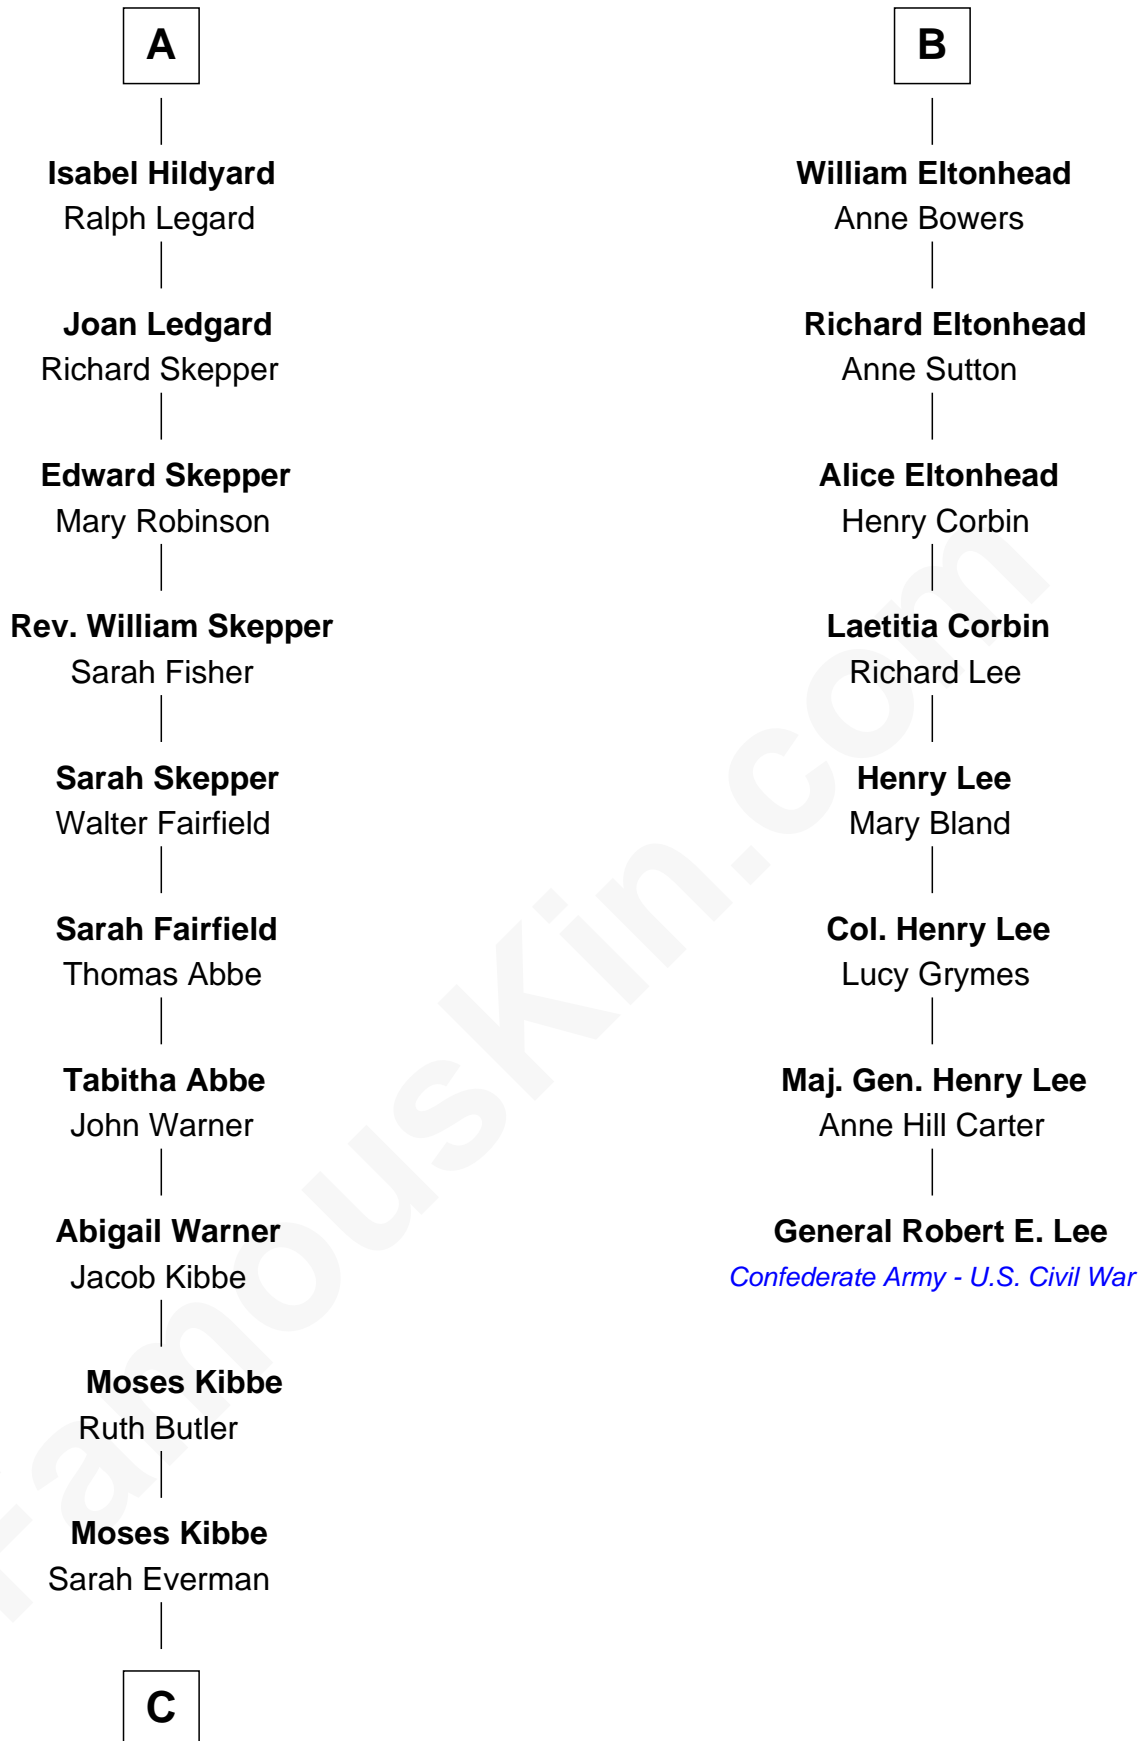 A
Isabel Hildyard
Ralph Legard
Joan Ledgard
Richard Skepper
Edward Skepper
Mary Robinson
Rev. William Skepper
Sarah Fisher
Sarah Skepper
Walter Fairfield
Sarah Fairfield
Thomas Abbe
Tabitha Abbe
John Warner
Abigail Warner
Jacob Kibbe
Moses Kibbe
Ruth Butler
Moses Kibbe
Sarah Everman
C
B
William Eltonhead
Anne Bowers
Richard Eltonhead
Anne Sutton
Alice Eltonhead
Henry Corbin
Laetitia Corbin
Richard Lee
Henry Lee
Mary Bland
Col. Henry Lee
Lucy Grymes
Maj. Gen. Henry Lee
Anne Hill Carter
General Robert E. Lee
Confederate Army - U.S. Civil War
FamousKin.com